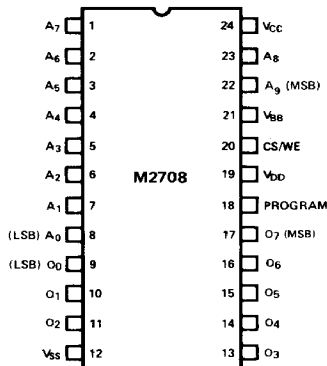 A7 1 24 VCC
A6 2 23 A8
A5 3 22 A9 (MSB)
A4 4 21 VBB
A3 5 20 CS/WE
A2 6 19 VDD
M2708
A1 7 18 PROGRAM
(LSB) A0 8 17 O7 (MSB)
(LSB) O0 9 16 O6
O1 10 15 O5
O2 11 14 O4
VSS 12 13 O3